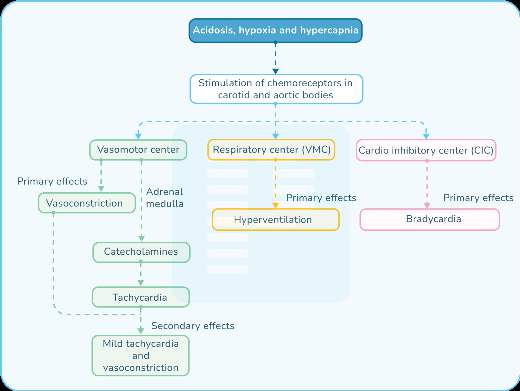 Acidosis, hypoxia and hypercapnia
Stimulation of chemoreceptors in
carotid and aortic bodies
Vasomotor center
Respiratory center (VMC)
Cardio inhibitory center (CIC)
Primary effects
Adrenal
medulla
Primary effects
Primary effects
Vasoconstriction
Hyperventilation
Bradycardia
Catecholamines
Tachycardia
Secondary effects
Mild tachycardia
and
vasoconstriction